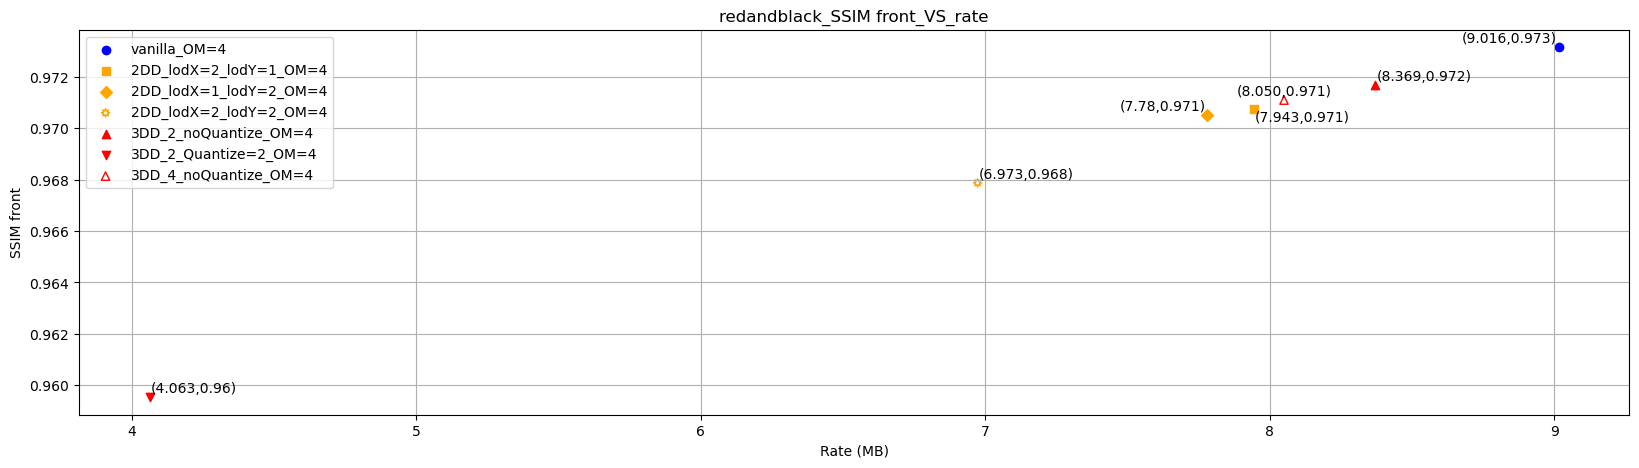 redandblack_SSIM front_VS_rate
vanilla_OM=4
2DD_lodX=2_lodY=1_OM=4
2DD_lodX=1_lodY=2_OM=4
2DD_lodX=2_lodY=2_OM=4
3DD_2_noQuantize_OM=4
3DD_2_Quantize=2_OM=4
3DD_4_noQuantize_OM=4
(9.016,0.973)
(8.369,0.972)
(8.050,0.971)
(7.78,0.971)
(7.943,0.971)
(6.973,0.968)
(4.063,0.96)
SSIM front
0.972
0.970
0.968
0.966
0.964
0.962
0.960
4 5 6 7 8 9
Rate (MB)